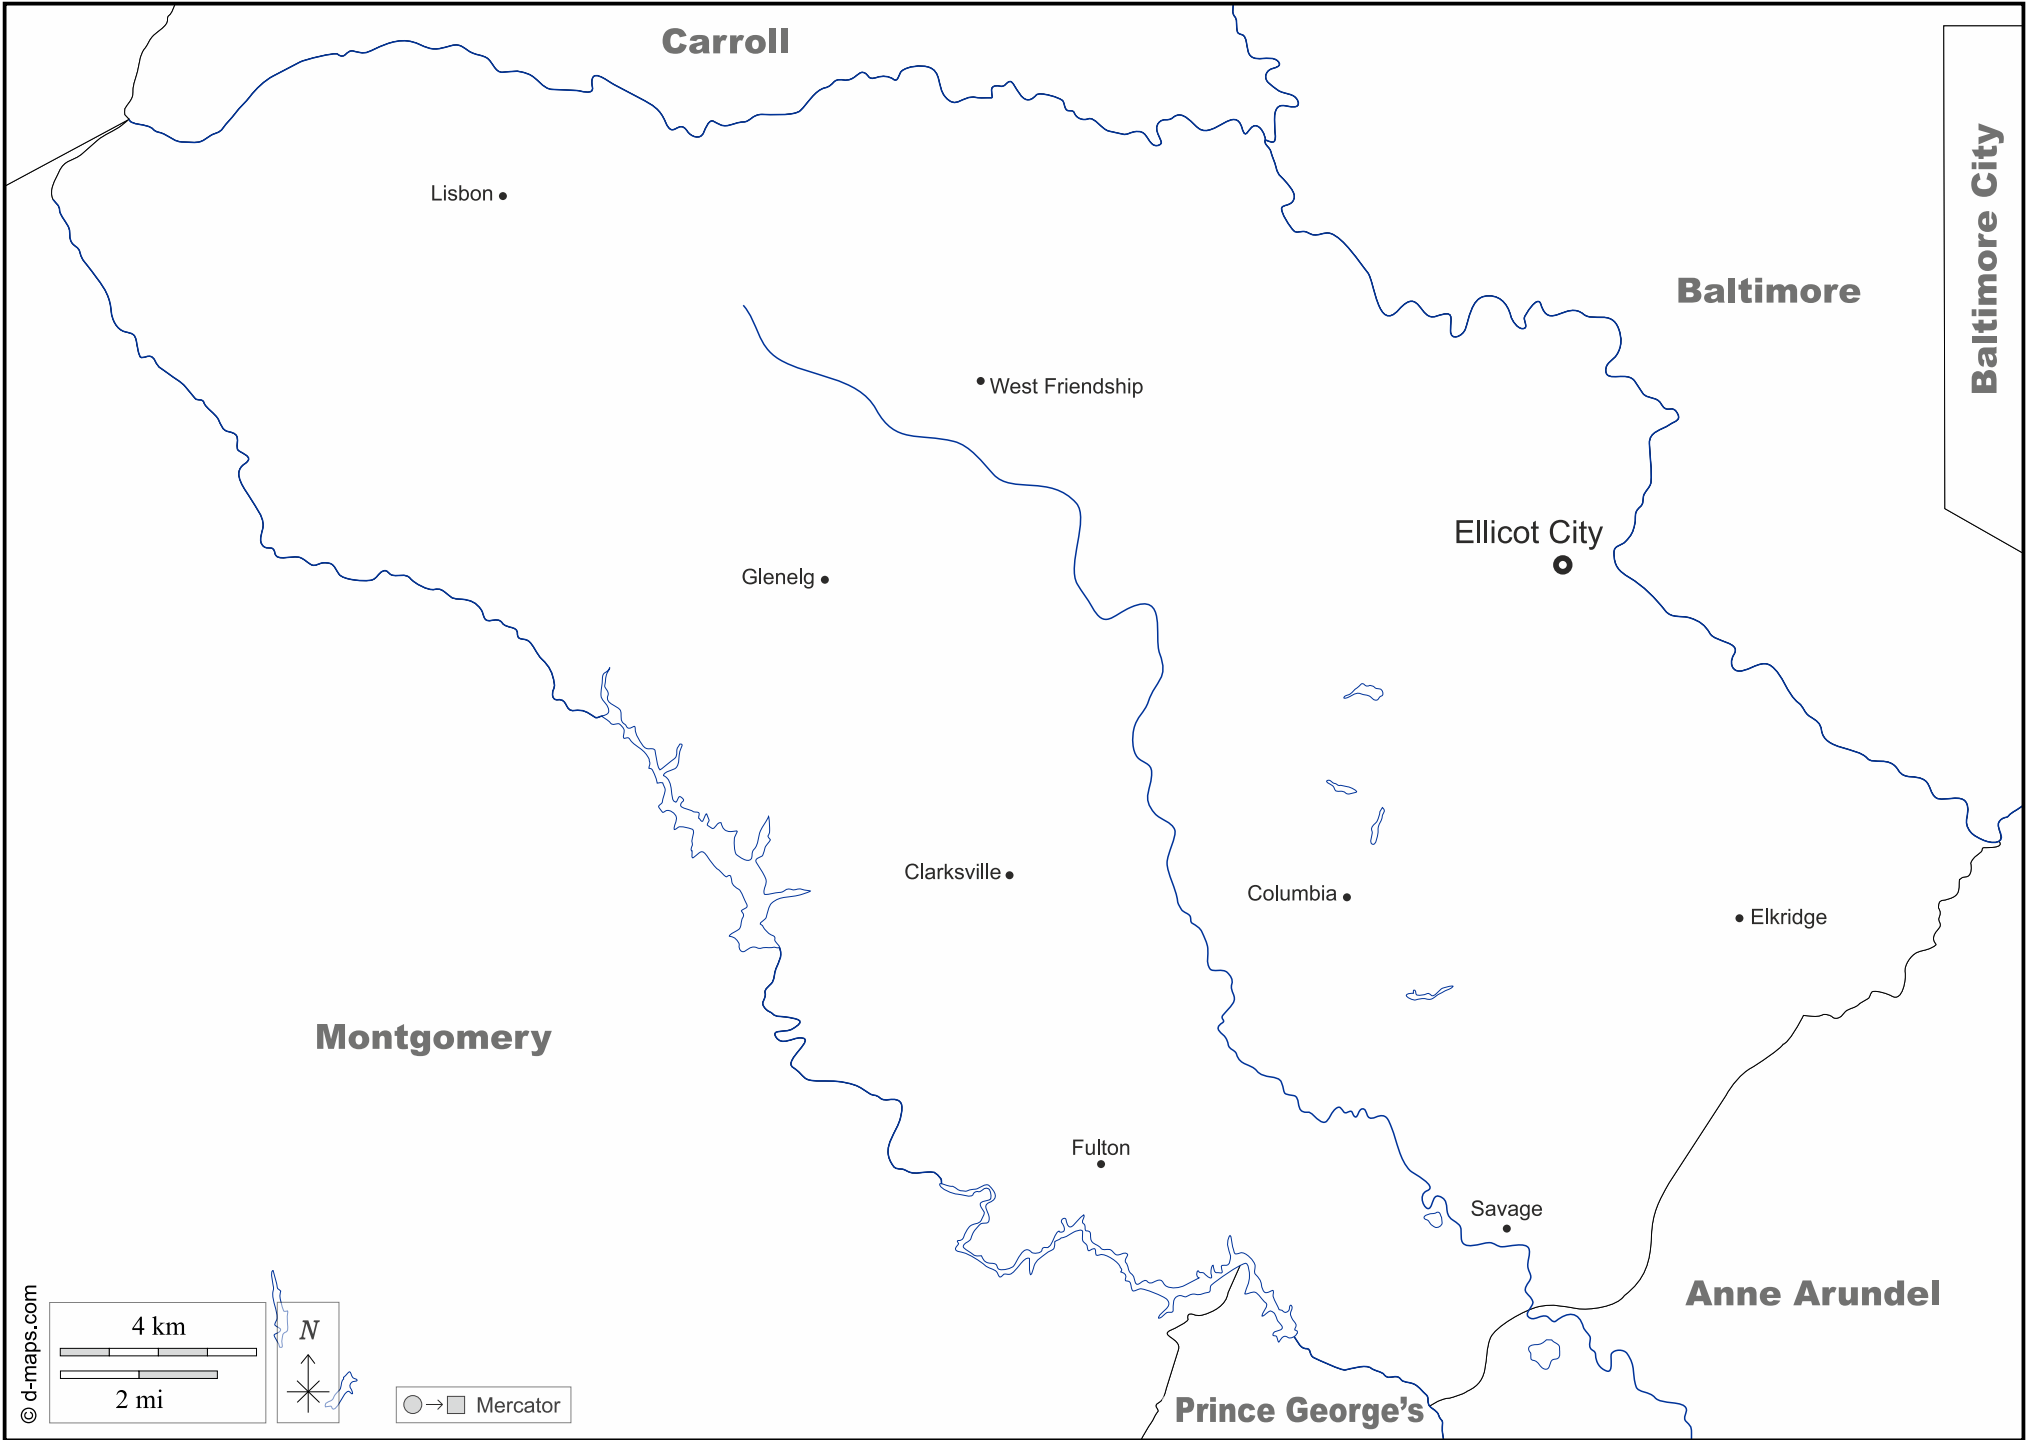 Carroll
Baltimore City
Lisbon
Baltimore
West Friendship
Ellicot City
Glenelg
Clarksville
Columbia
Elkridge
Montgomery
Fulton
Savage
Anne Arundel
© d-maps.com
4 km
2 mi
N
Mercator
Prince George's